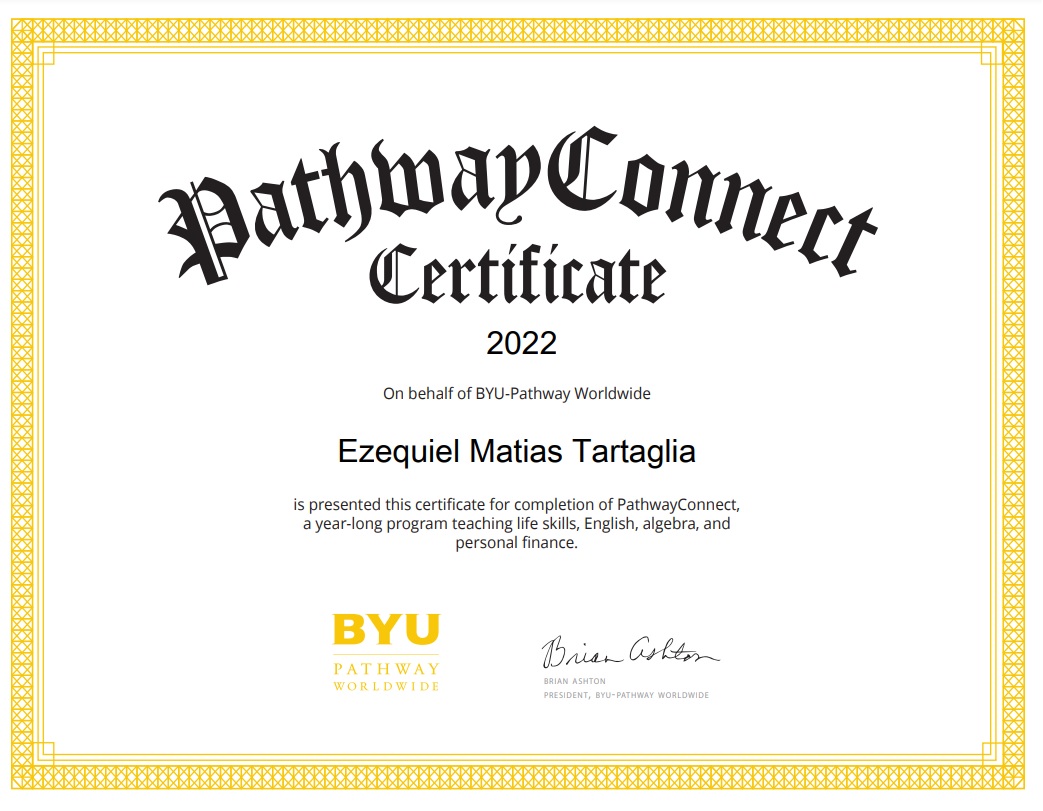 PathwayConnect
Certificate
2022
On behalf of BYU-Pathway Worldwide
Ezequiel Matias Tartaglia
is presented this certificate for completion of PathwayConnect,
a year-long program teaching life skills, English, algebra, and
personal finance.
BYU
PATHWAY
WORLDWIDE
Brian Ashton
BRIAN ASHTON
PRESIDENT, BYU-PATHWAY WORLDWIDE